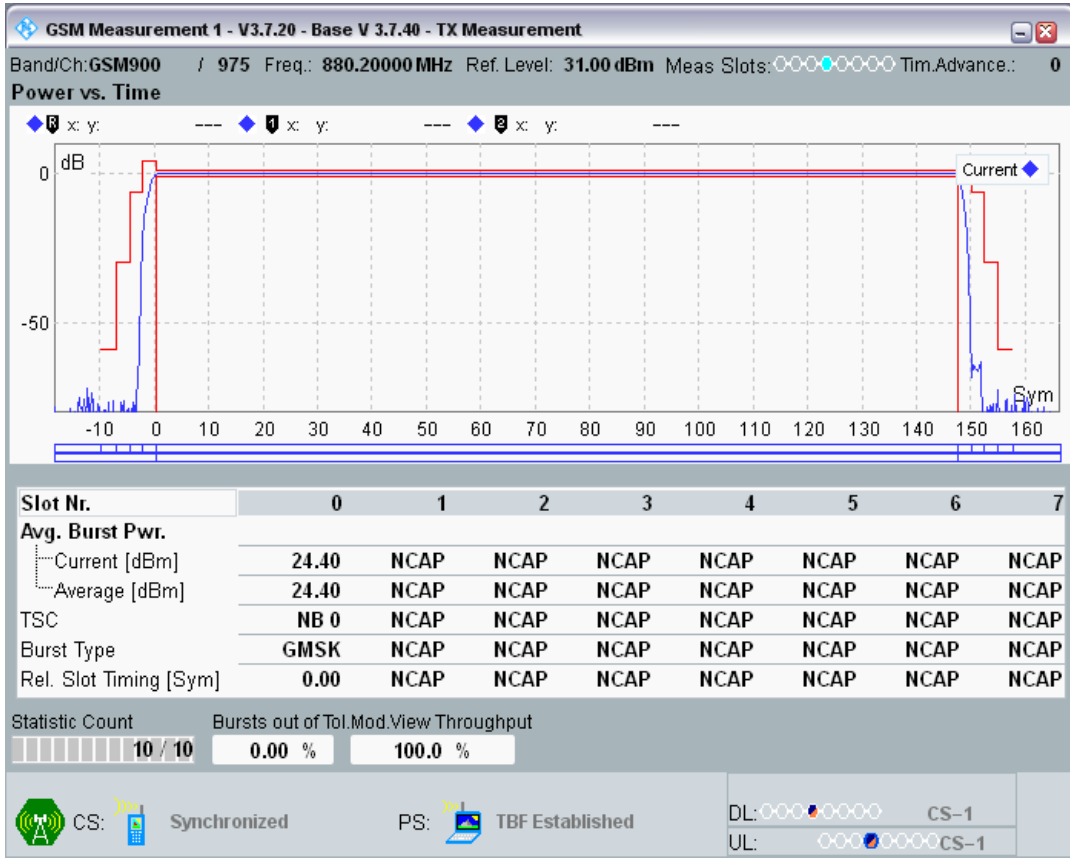 GSM Measurement 1 - V3.7.20 - Base V 3.7.40 - TX Measurement
Band/Ch:GSM900 / 975 Freq.: 880.20000 MHz Ref. Level: 31.00 dBm Meas Slots: Tim.Advance.: 0
Power vs. Time
R x: y: --- 1 x: y: --- 2 x: y: ---
dB
Current
0
-50
Sym
-10 0 10 20 30 40 50 60 70 80 90 100 110 120 130 140 150 160
Slot Nr. 0 1 2 3 4 5 6 7
Avg. Burst Pwr.
Current [dBm] 24.40 NCAP NCAP NCAP NCAP NCAP NCAP NCAP
Average [dBm] 24.40 NCAP NCAP NCAP NCAP NCAP NCAP NCAP
TSC NB 0 NCAP NCAP NCAP NCAP NCAP NCAP NCAP
Burst Type GMSK NCAP NCAP NCAP NCAP NCAP NCAP NCAP
Rel. Slot Timing [Sym] 0.00 NCAP NCAP NCAP NCAP NCAP NCAP NCAP
Statistic Count Bursts out of Tol.Mod.View Throughput
10 / 10 0.00 % 100.0 %
CS: Synchronized PS: TBF Established
DL: CS-1
UL: CS-1